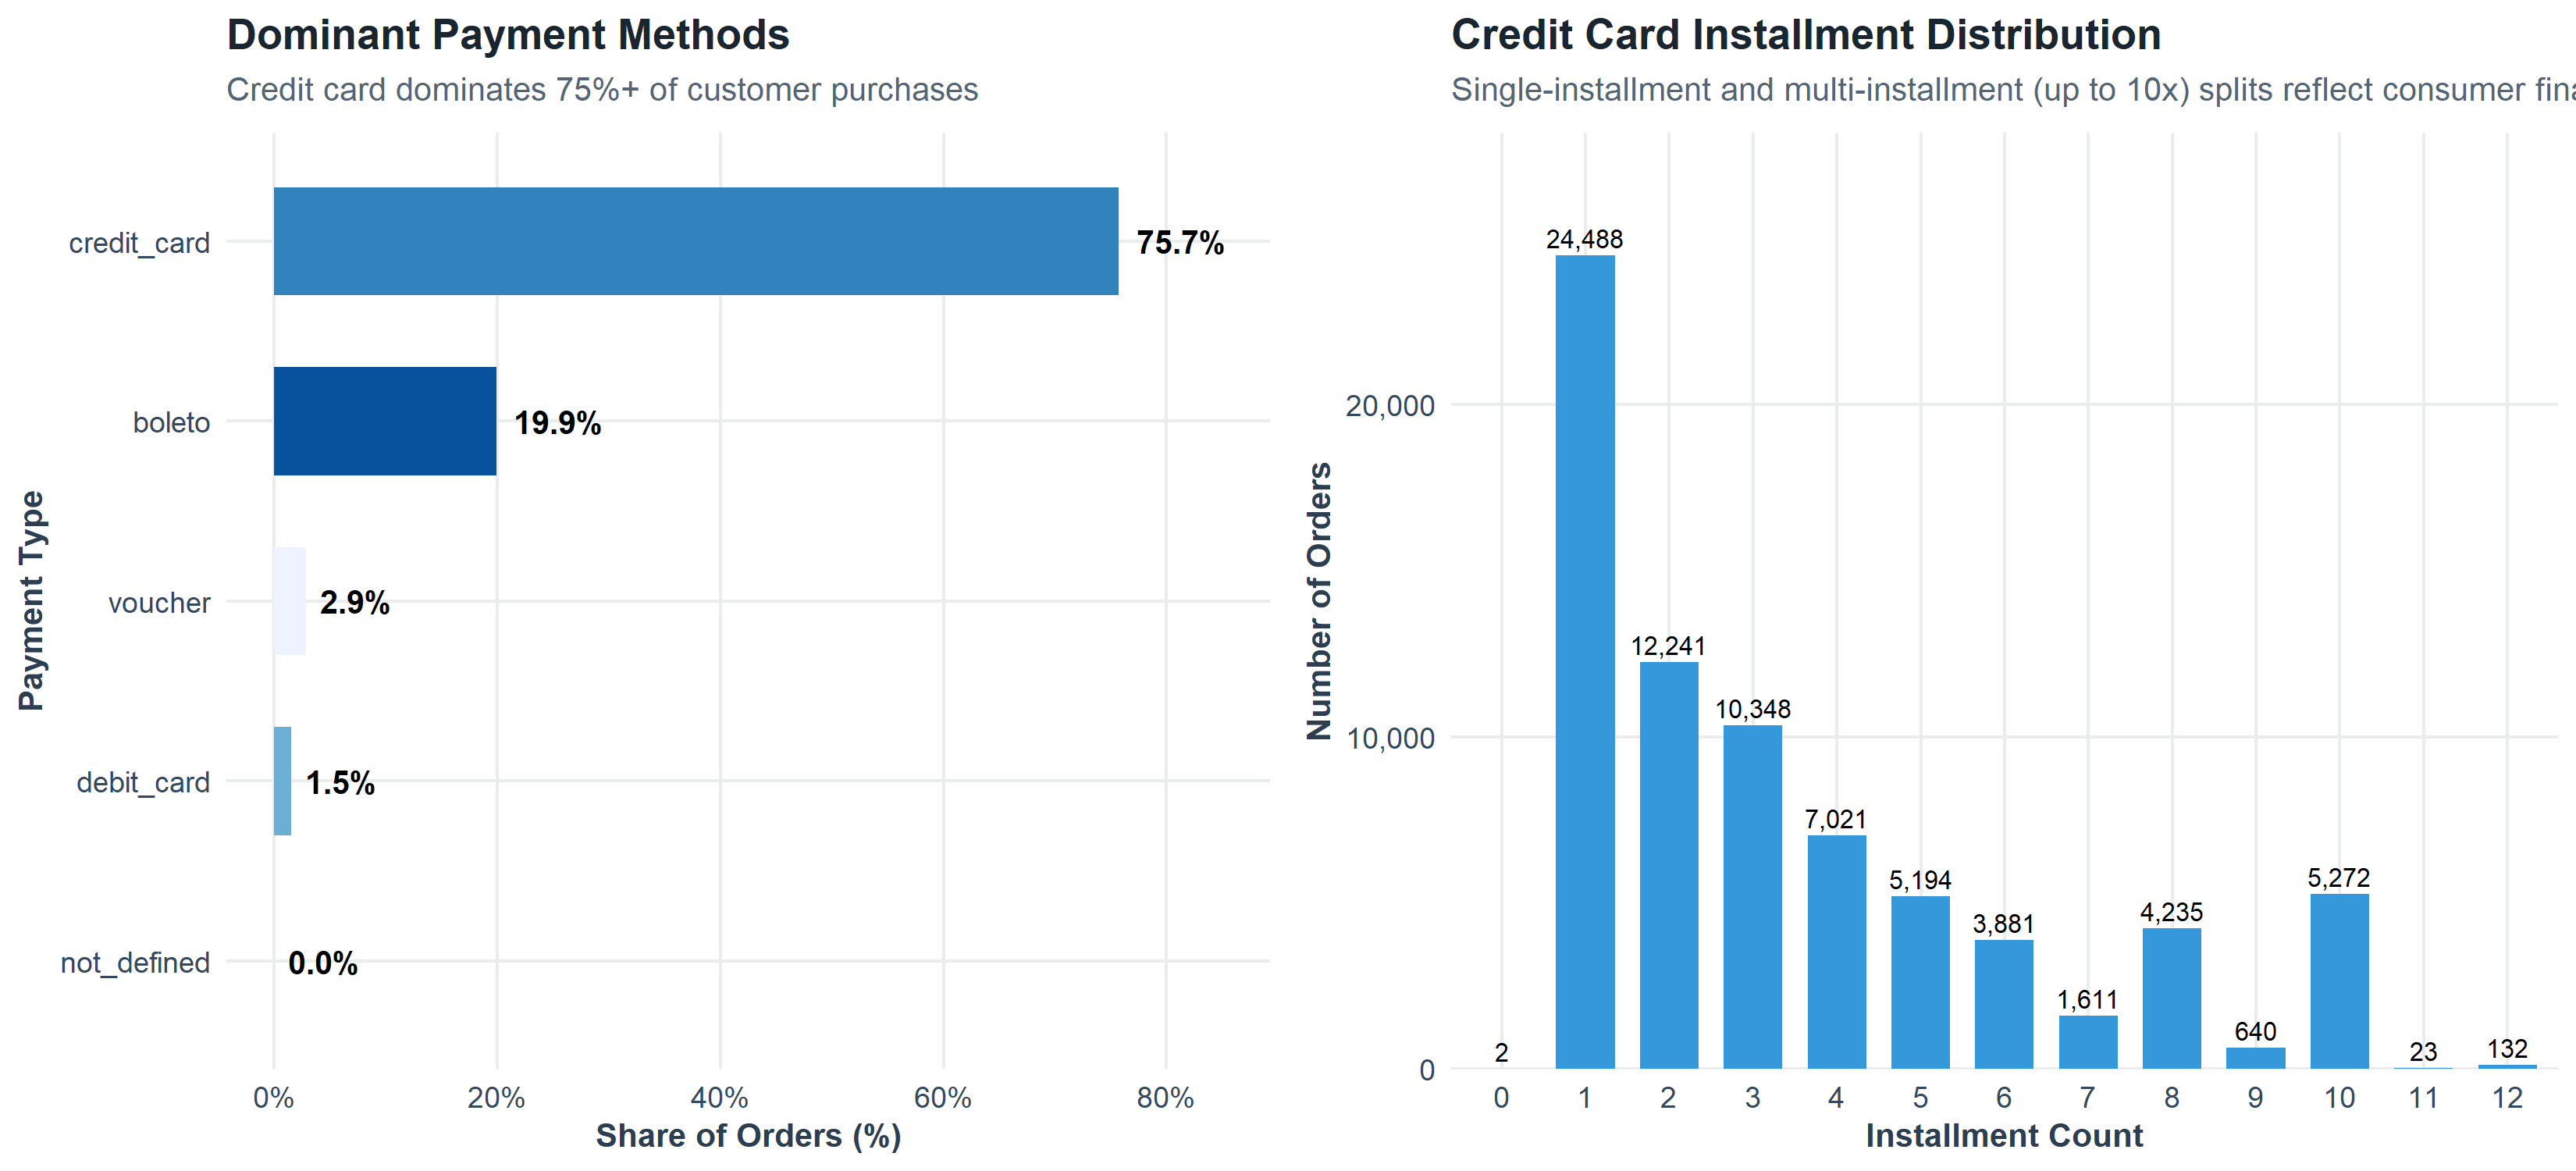 Dominant Payment Methods
Credit card dominates 75%+ of customer purchases
Payment Type
credit_card
75.7%
boleto
19.9%
voucher
2.9%
debit_card
1.5%
not_defined
0.0%
0% 20% 40% 60% 80%
Share of Orders (%)
Credit Card Installment Distribution
Single-installment and multi-installment (up to 10x) splits reflect consumer fina
Number of Orders
20,000
10,000
0
2 24,488 12,241 10,348 7,021 5,194 3,881 1,611 4,235 640 5,272 23 132
0 1 2 3 4 5 6 7 8 9 10 11 12
Installment Count